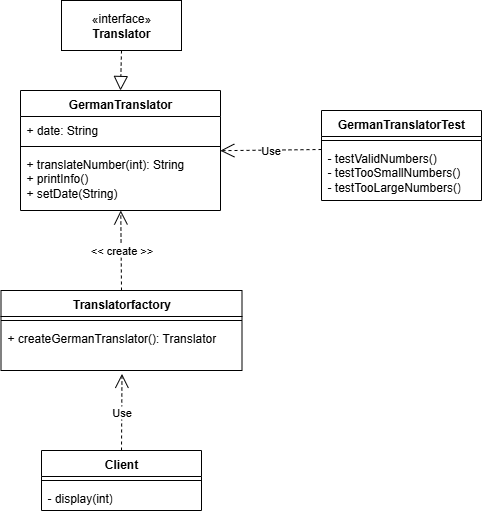 «interface»
Translator
GermanTranslator
+ date: String
+ translateNumber(int): String
+ printInfo()
+ setDate(String)
Use
GermanTranslatorTest
- testValidNumbers()
- testTooSmallNumbers()
- testTooLargeNumbers()
<< create >>
Translatorfactory
+ createGermanTranslator(): Translator
Use
Client
- display(int)